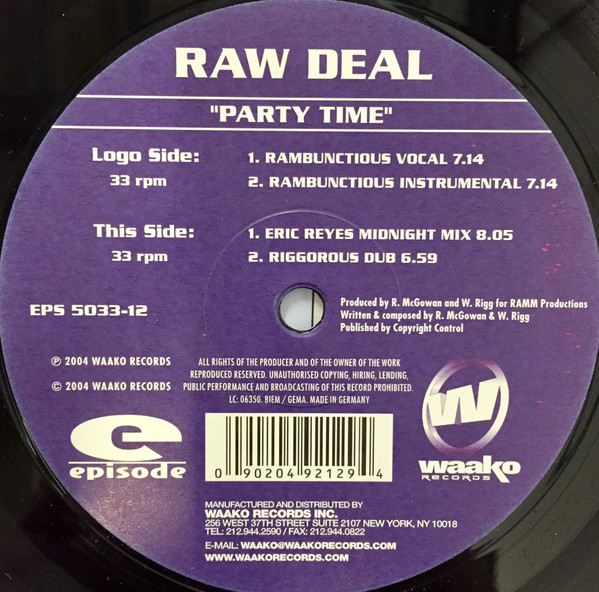 RAW DEAL
"PARTY TIME"
Logo Side: 1. RAMBUNCTIOUS VOCAL 7.14
33 rpm 2. RAMBUNCTIOUS INSTRUMENTAL 7.14
This Side: 1. ERIC REYES MIDNIGHT MIX 8.05
33 rpm 2. RIGGOROUS DUB 6.59
EPS 5033-12
Produced by R. McGowan and W. Rigg for RAMM Productions
Written & composed by R. McGowan & W. Rigg
Published by Copyright Control
℗ 2004 WAAKO RECORDS
© 2004 WAAKO RECORDS
ALL RIGHTS OF THE PRODUCER AND OF THE OWNER OF THE WORK
REPRODUCED RESERVED. UNAUTHORISED COPYING, HIRING, LENDING,
PUBLIC PERFORMANCE AND BROADCASTING OF THIS RECORD PROHIBITED.
LC: 06350. BIEM / GEMA. MADE IN GERMANY
e
episode
0 90204 92129 4
W
waako
RECORDS
MANUFACTURED AND DISTRIBUTED BY
WAAKO RECORDS INC.
256 WEST 37TH STREET SUITE 2107 NEW YORK, NY 10018
TEL: 212.944.2590 / FAX: 212.944.0822
E-MAIL: WAAKO@WAAKORECORDS.COM
WWW.WAAKORECORDS.COM